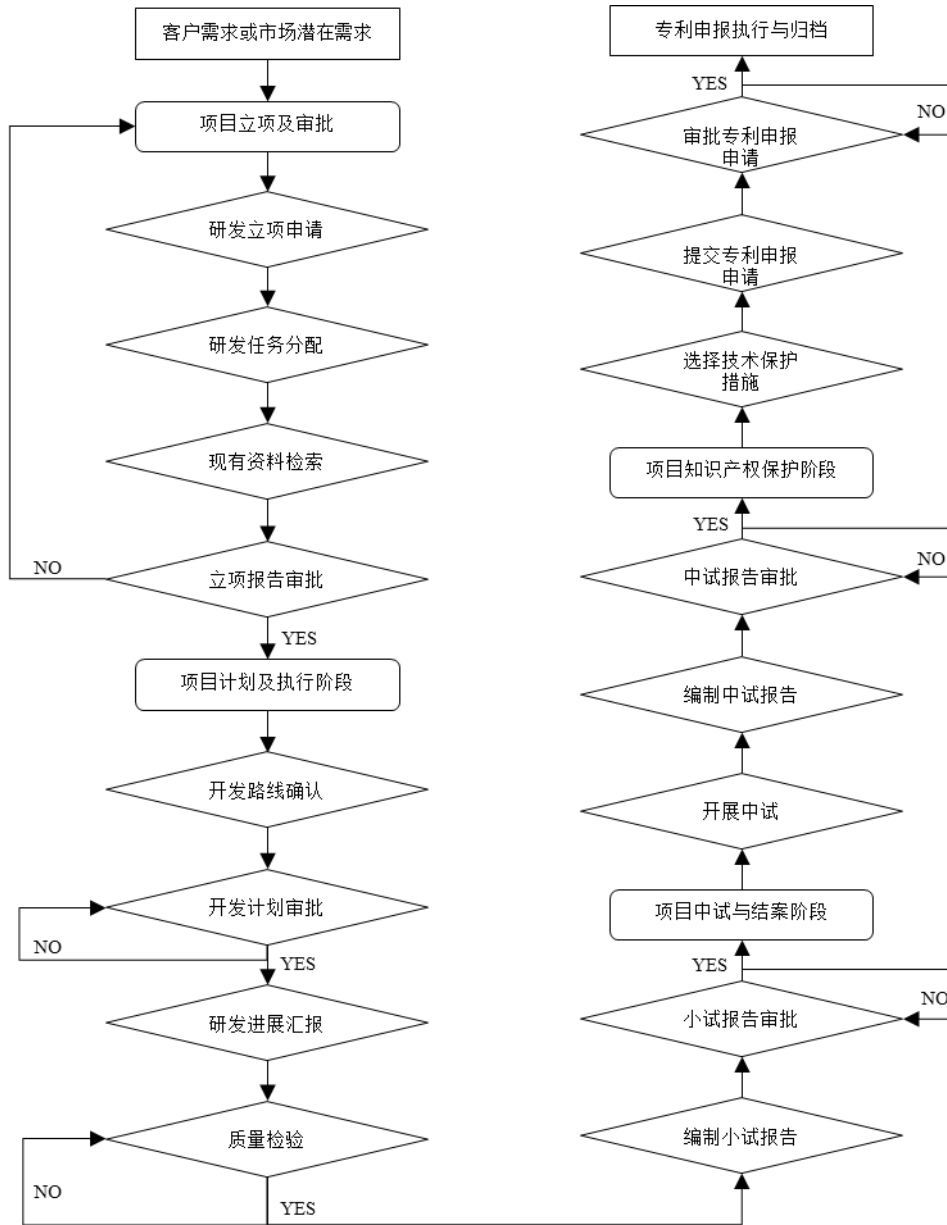 客户需求或市场潜在需求
项目立项及审批
研发立项申请
研发任务分配
现有资料检索
NO
立项报告审批
YES
项目计划及执行阶段
开发路线确认
开发计划审批
NO
YES
研发进展汇报
质量检验
NO
YES
专利申报执行与归档
YES
NO
审批专利申报
申请
提交专利申报
申请
选择技术保护
措施
项目知识产权保护阶段
YES
NO
中试报告审批
编制中试报告
开展中试
项目中试与结案阶段
YES
NO
小试报告审批
编制小试报告